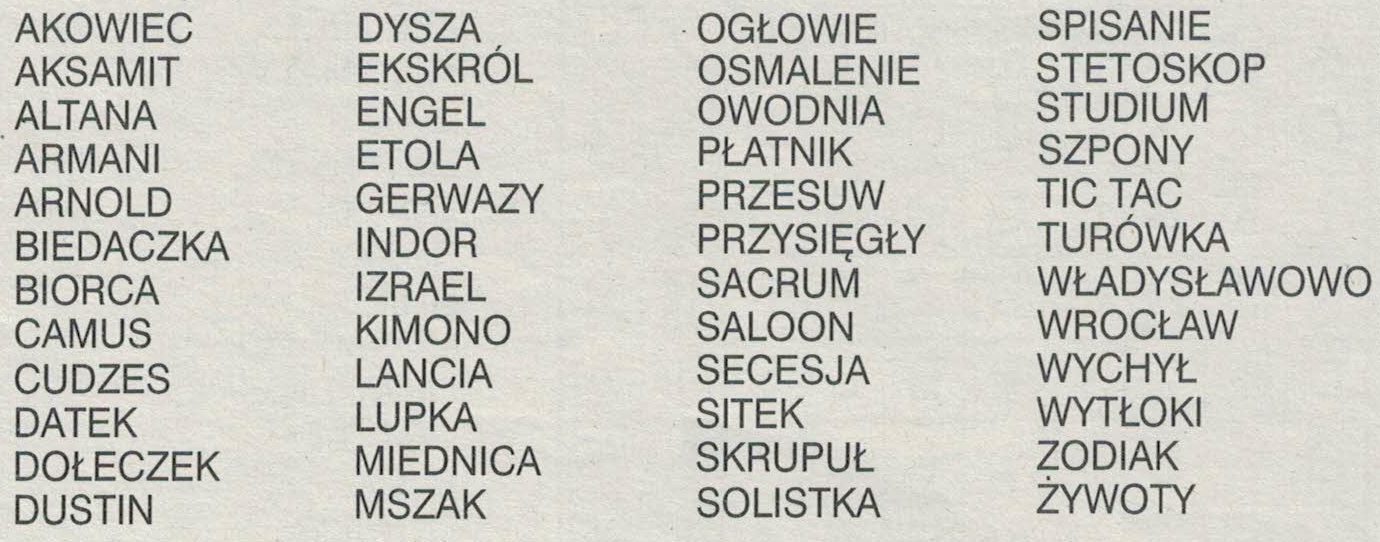 AKOWIEC
AKSAMIT
ALTANA
ARMANI
ARNOLD
BIEDACZKA
BIORCA
CAMUS
CUDZES
DATEK
DOŁECZEK
DUSTIN
DYSZA
EKSKRÓL
ENGEL
ETOLA
GERWAZY
INDOR
IZRAEL
KIMONO
LANCIA
LUPKA
MIEDNICA
MSZAK
OGŁOWIE
OSMALENIE
OWODNIA
PŁATNIK
PRZESUW
PRZYSIĘGŁY
SACRUM
SALOON
SECESJA
SITEK
SKRUPUŁ
SOLISTKA
SPISANIE
STETOSKOP
STUDIUM
SZPONY
TIC TAC
TURÓWKA
WŁADYSŁAWOWO
WROCŁAW
WYCHYŁ
WYTŁOKI
ZODIAK
ŻYWOTY